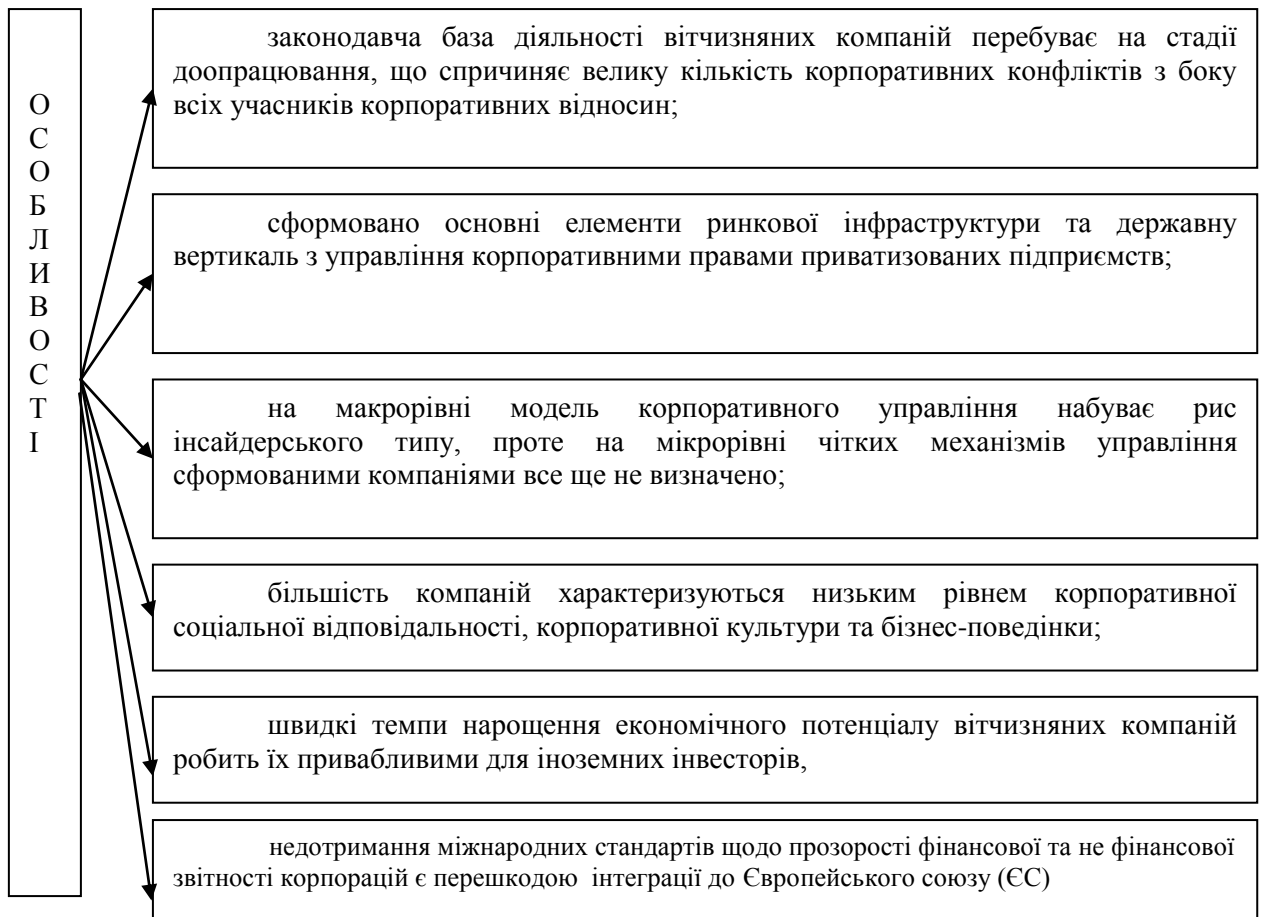 ОСОБЛИВОСТІ
законодавча база діяльності вітчизняних компаній перебуває на стадії
доопрацювання, що спричиняє велику кількість корпоративних конфліктів з боку
всіх учасників корпоративних відносин;
сформовано основні елементи ринкової інфраструктури та державну
вертикаль з управління корпоративними правами приватизованих підприємств;
на макрорівні модель корпоративного управління набуває рис
інсайдерського типу, проте на мікрорівні чітких механізмів управління
сформованими компаніями все ще не визначено;
більшість компаній характеризуються низьким рівнем корпоративної
соціальної відповідальності, корпоративної культури та бізнес-поведінки;
швидкі темпи нарощення економічного потенціалу вітчизняних компаній
робить їх привабливими для іноземних інвесторів,
недотримання міжнародних стандартів щодо прозорості фінансової та не фінансової
звітності корпорацій є перешкодою інтеграції до Європейського союзу (ЄС)